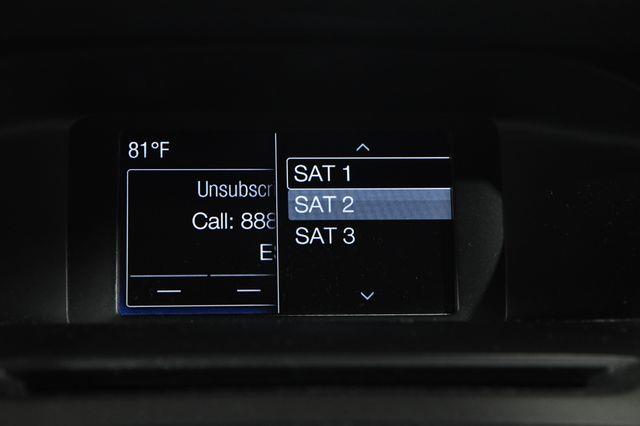 81°F
Unsubscr
Call: 888
SAT 1
SAT 2
SAT 3